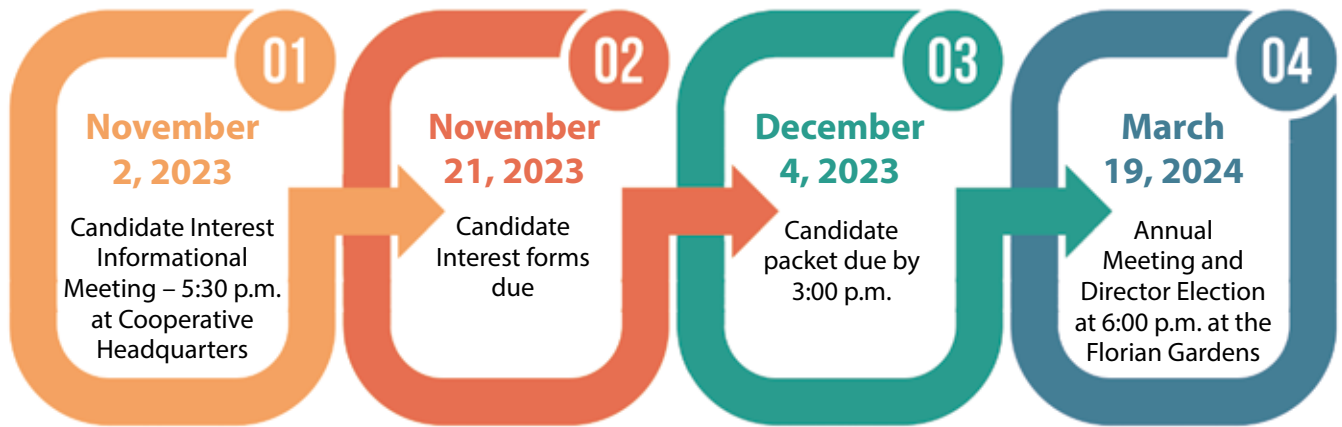 01
November
2, 2023
Candidate Interest
Informational
Meeting – 5:30 p.m.
at Cooperative
Headquarters
02
November
21, 2023
Candidate
Interest forms
due
03
December
4, 2023
Candidate
packet due by
3:00 p.m.
04
March
19, 2024
Annual
Meeting and
Director Election
at 6:00 p.m. at the
Florian Gardens